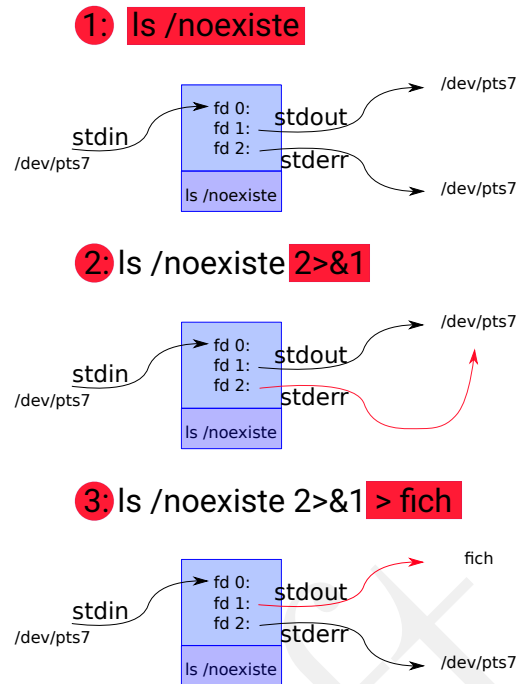 1: ls /noexiste
/dev/pts7
fd 0:
stdin
fd 1:
stdout
fd 2:
/dev/pts7
stderr
ls /noexiste
/dev/pts7
2: ls /noexiste 2>&1
/dev/pts7
fd 0:
stdin
fd 1:
stdout
fd 2:
/dev/pts7
stderr
ls /noexiste
3: ls /noexiste 2>&1 > fich
fich
fd 0:
stdin
fd 1:
stdout
fd 2:
/dev/pts7
stderr
ls /noexiste
/dev/pts7